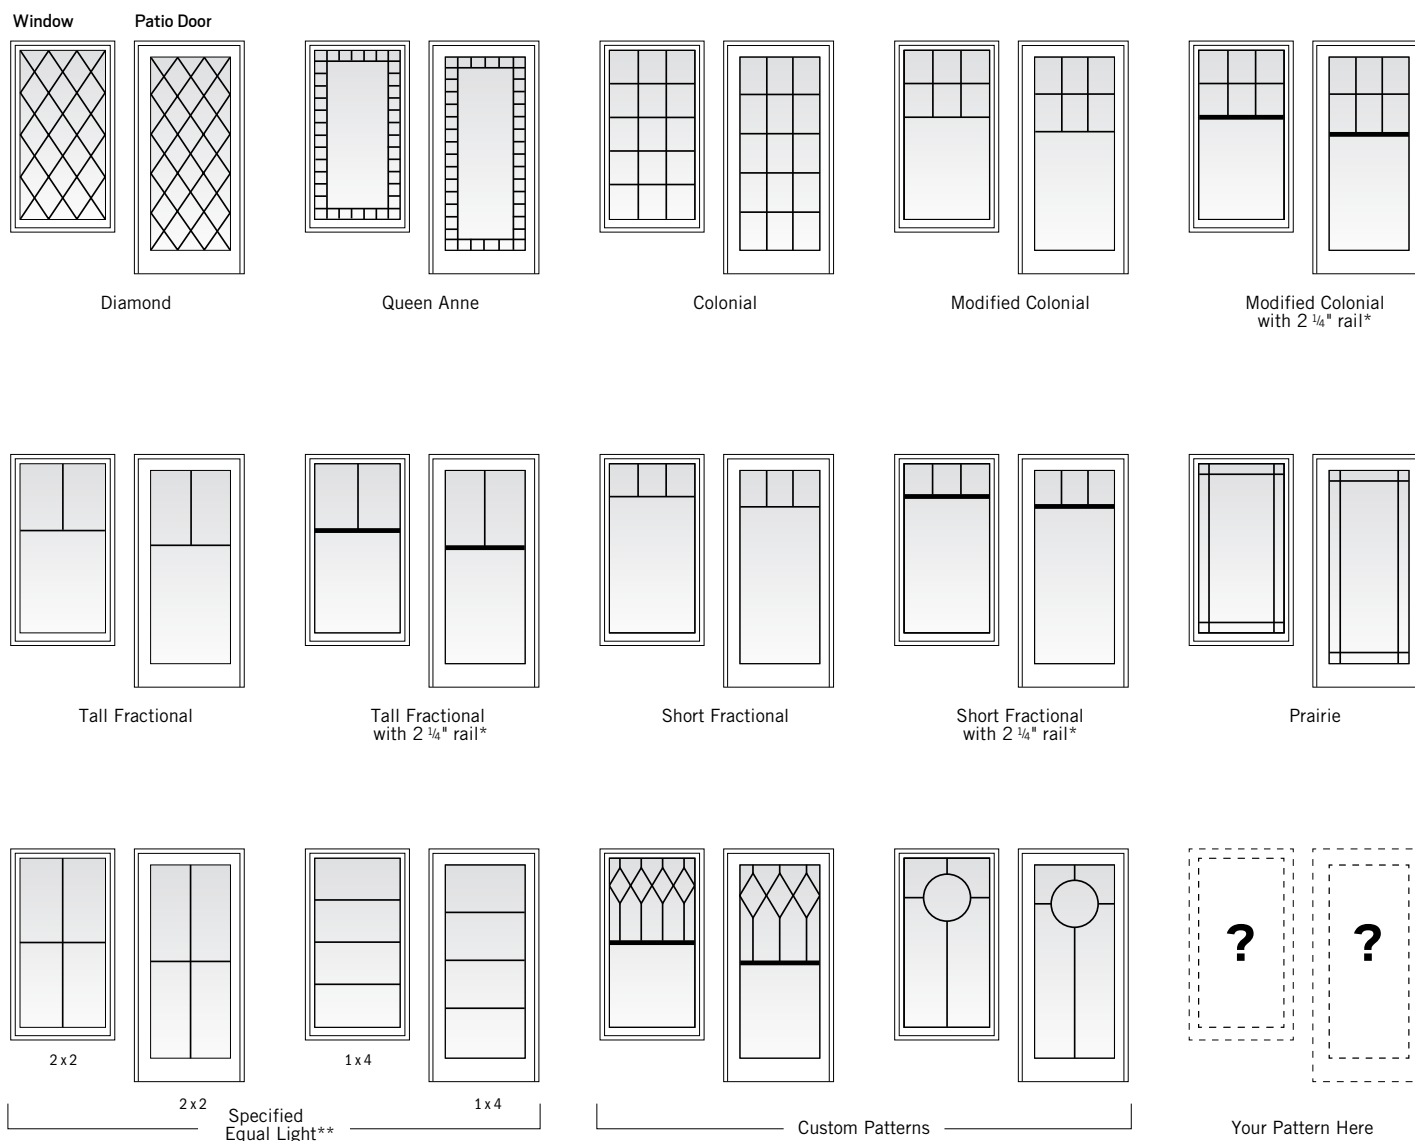 Window
Patio Door
Diamond
Queen Anne
Colonial
Modified Colonial
Modified Colonial
with 2 1/4" rail*
Tall Fractional
Tall Fractional
with 2 1/4" rail*
Short Fractional
Short Fractional
with 2 1/4" rail*
Prairie
?
?
2 x 2
2 x 2
1 x 4
1 x 4
Specified
Equal Light**
Custom Patterns
Your Pattern Here